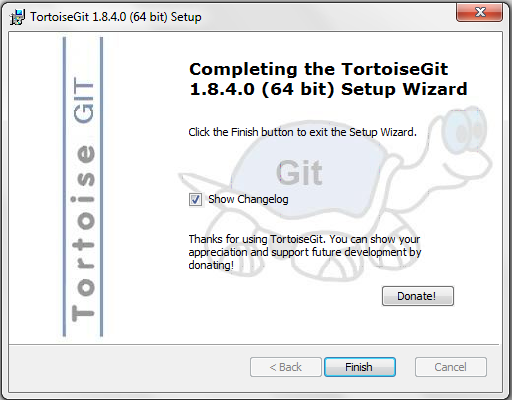 TortoiseGit 1.8.4.0 (64 bit) Setup
Tortoise GIT
Completing the TortoiseGit
1.8.4.0 (64 bit) Setup Wizard
Click the Finish button to exit the Setup Wizard.
Git
Show Changelog
Thanks for using TortoiseGit. You can show your
appreciation and support future development by
donating!
Donate!
< Back
Finish
Cancel